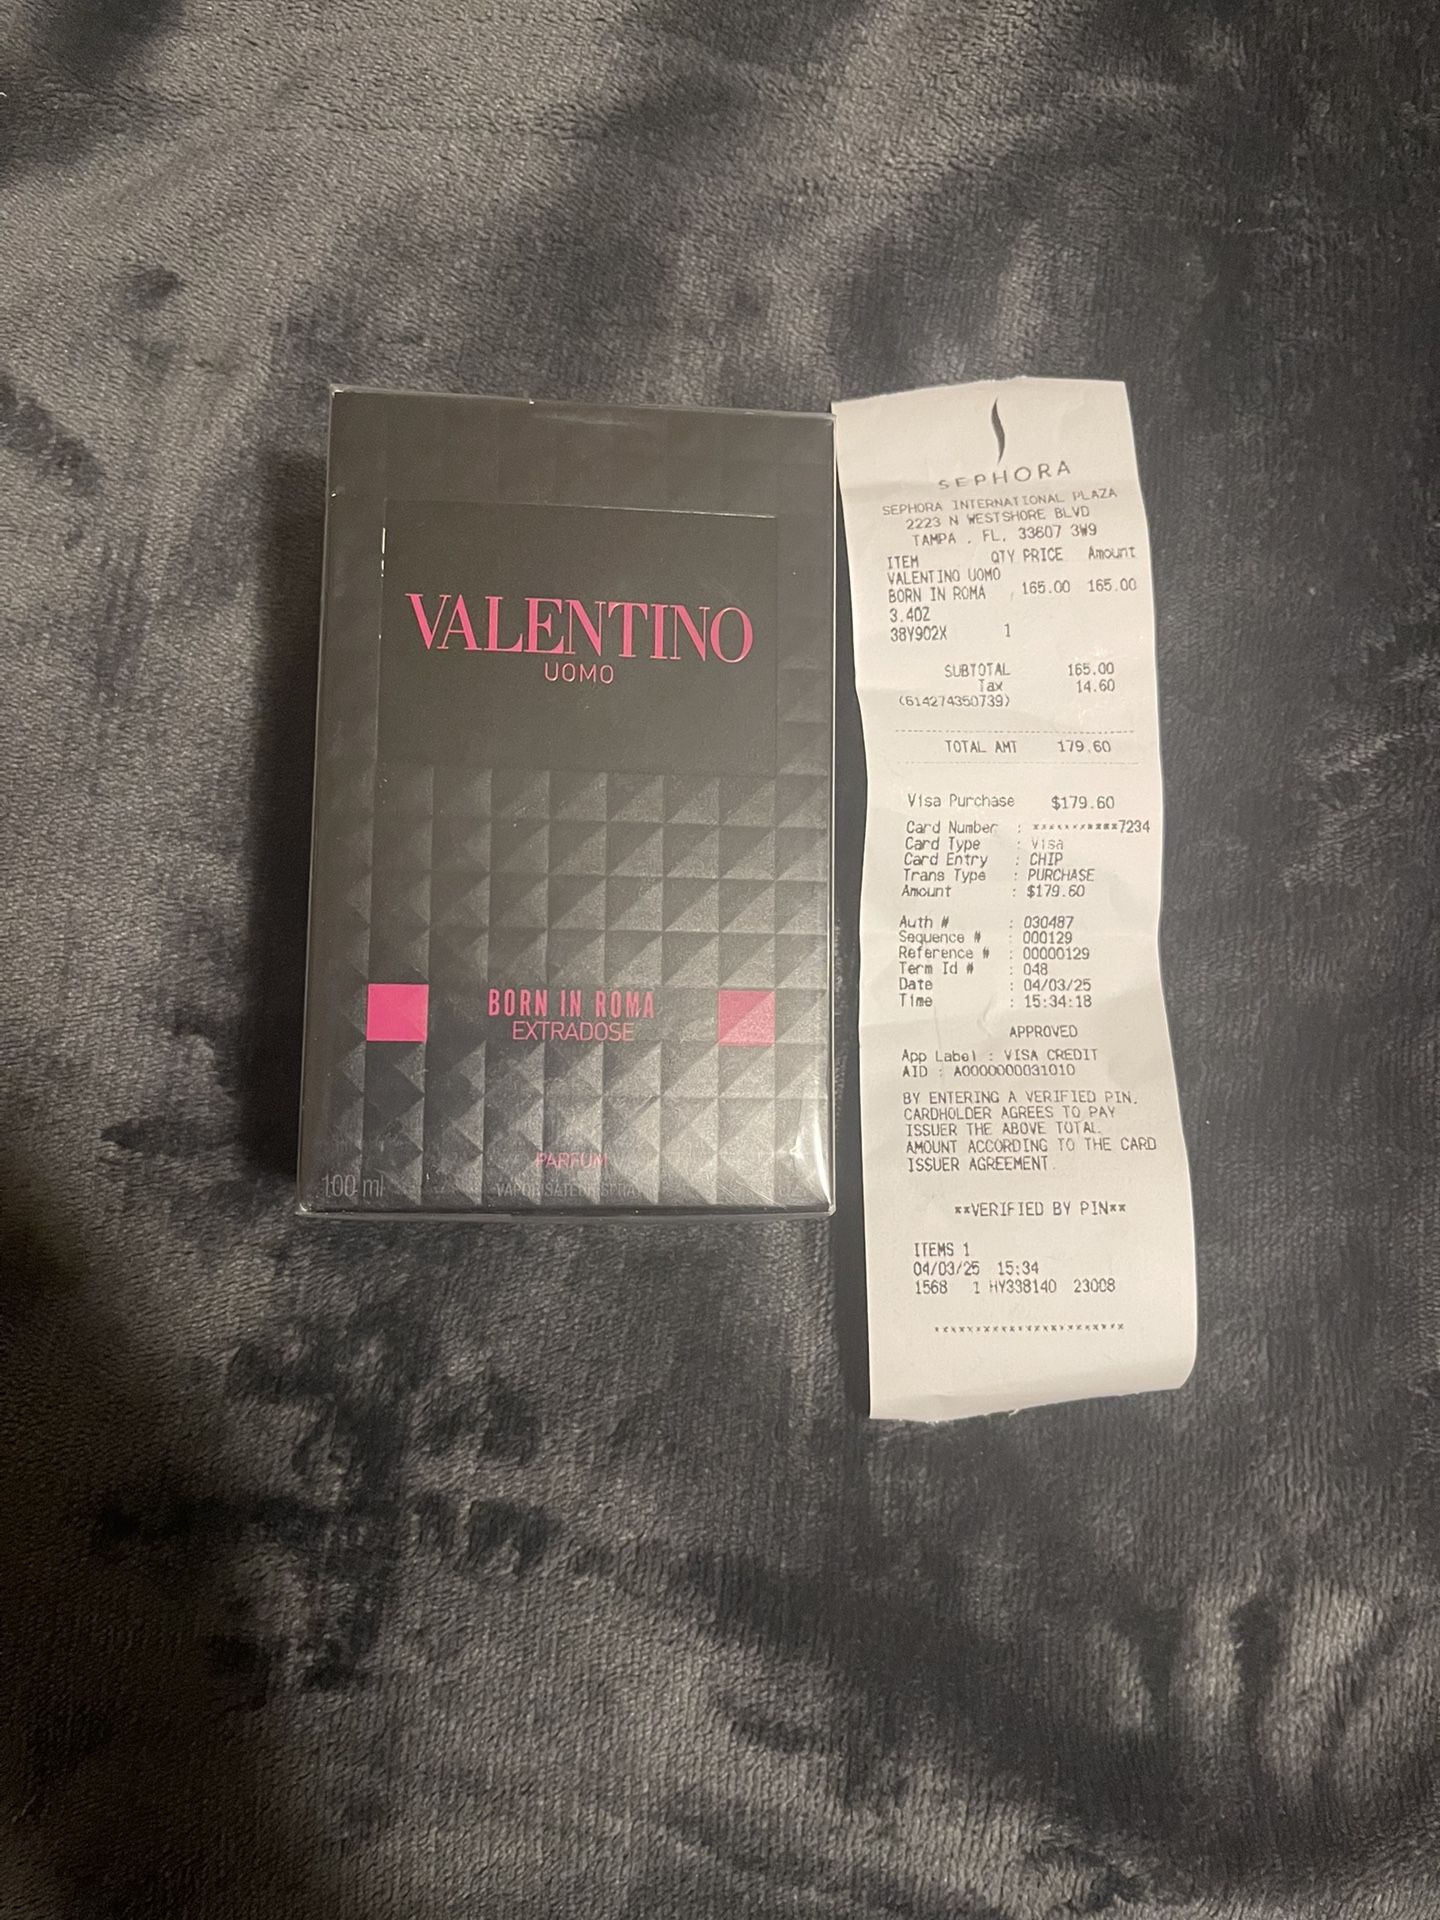 VALENTINO
UOMO
BORN IN ROMA
EXTRADOSE
PARFUM
100 ml
SEPHORA
SEPHORA INTERNATIONAL PLAZA
2223 N WESTSHORE BLVD
TAMPA , FL, 33607 3W9
ITEM QTY PRICE Amount
VALENTINO UOMO
BORN IN ROMA 165.00 165.00
3.4OZ
38Y902X 1
SUBTOTAL 165.00
Tax 14.60
(614274350739)
TOTAL AMT 179.60
Visa Purchase $179.60
Card Number : ************7234
Card Type : Visa
Card Entry : CHIP
Trans Type : PURCHASE
Amount : $179.60
Auth # : 030487
Sequence # : 000129
Reference # : 00000129
Term Id # : 048
Date : 04/03/25
Time : 15:34:18
APPROVED
App Label : VISA CREDIT
AID : A0000000031010
BY ENTERING A VERIFIED PIN,
CARDHOLDER AGREES TO PAY
ISSUER THE ABOVE TOTAL
AMOUNT ACCORDING TO THE CARD
ISSUER AGREEMENT.
**VERIFIED BY PIN**
ITEMS 1
04/03/25 15:34
1568 1 HY338140 23008